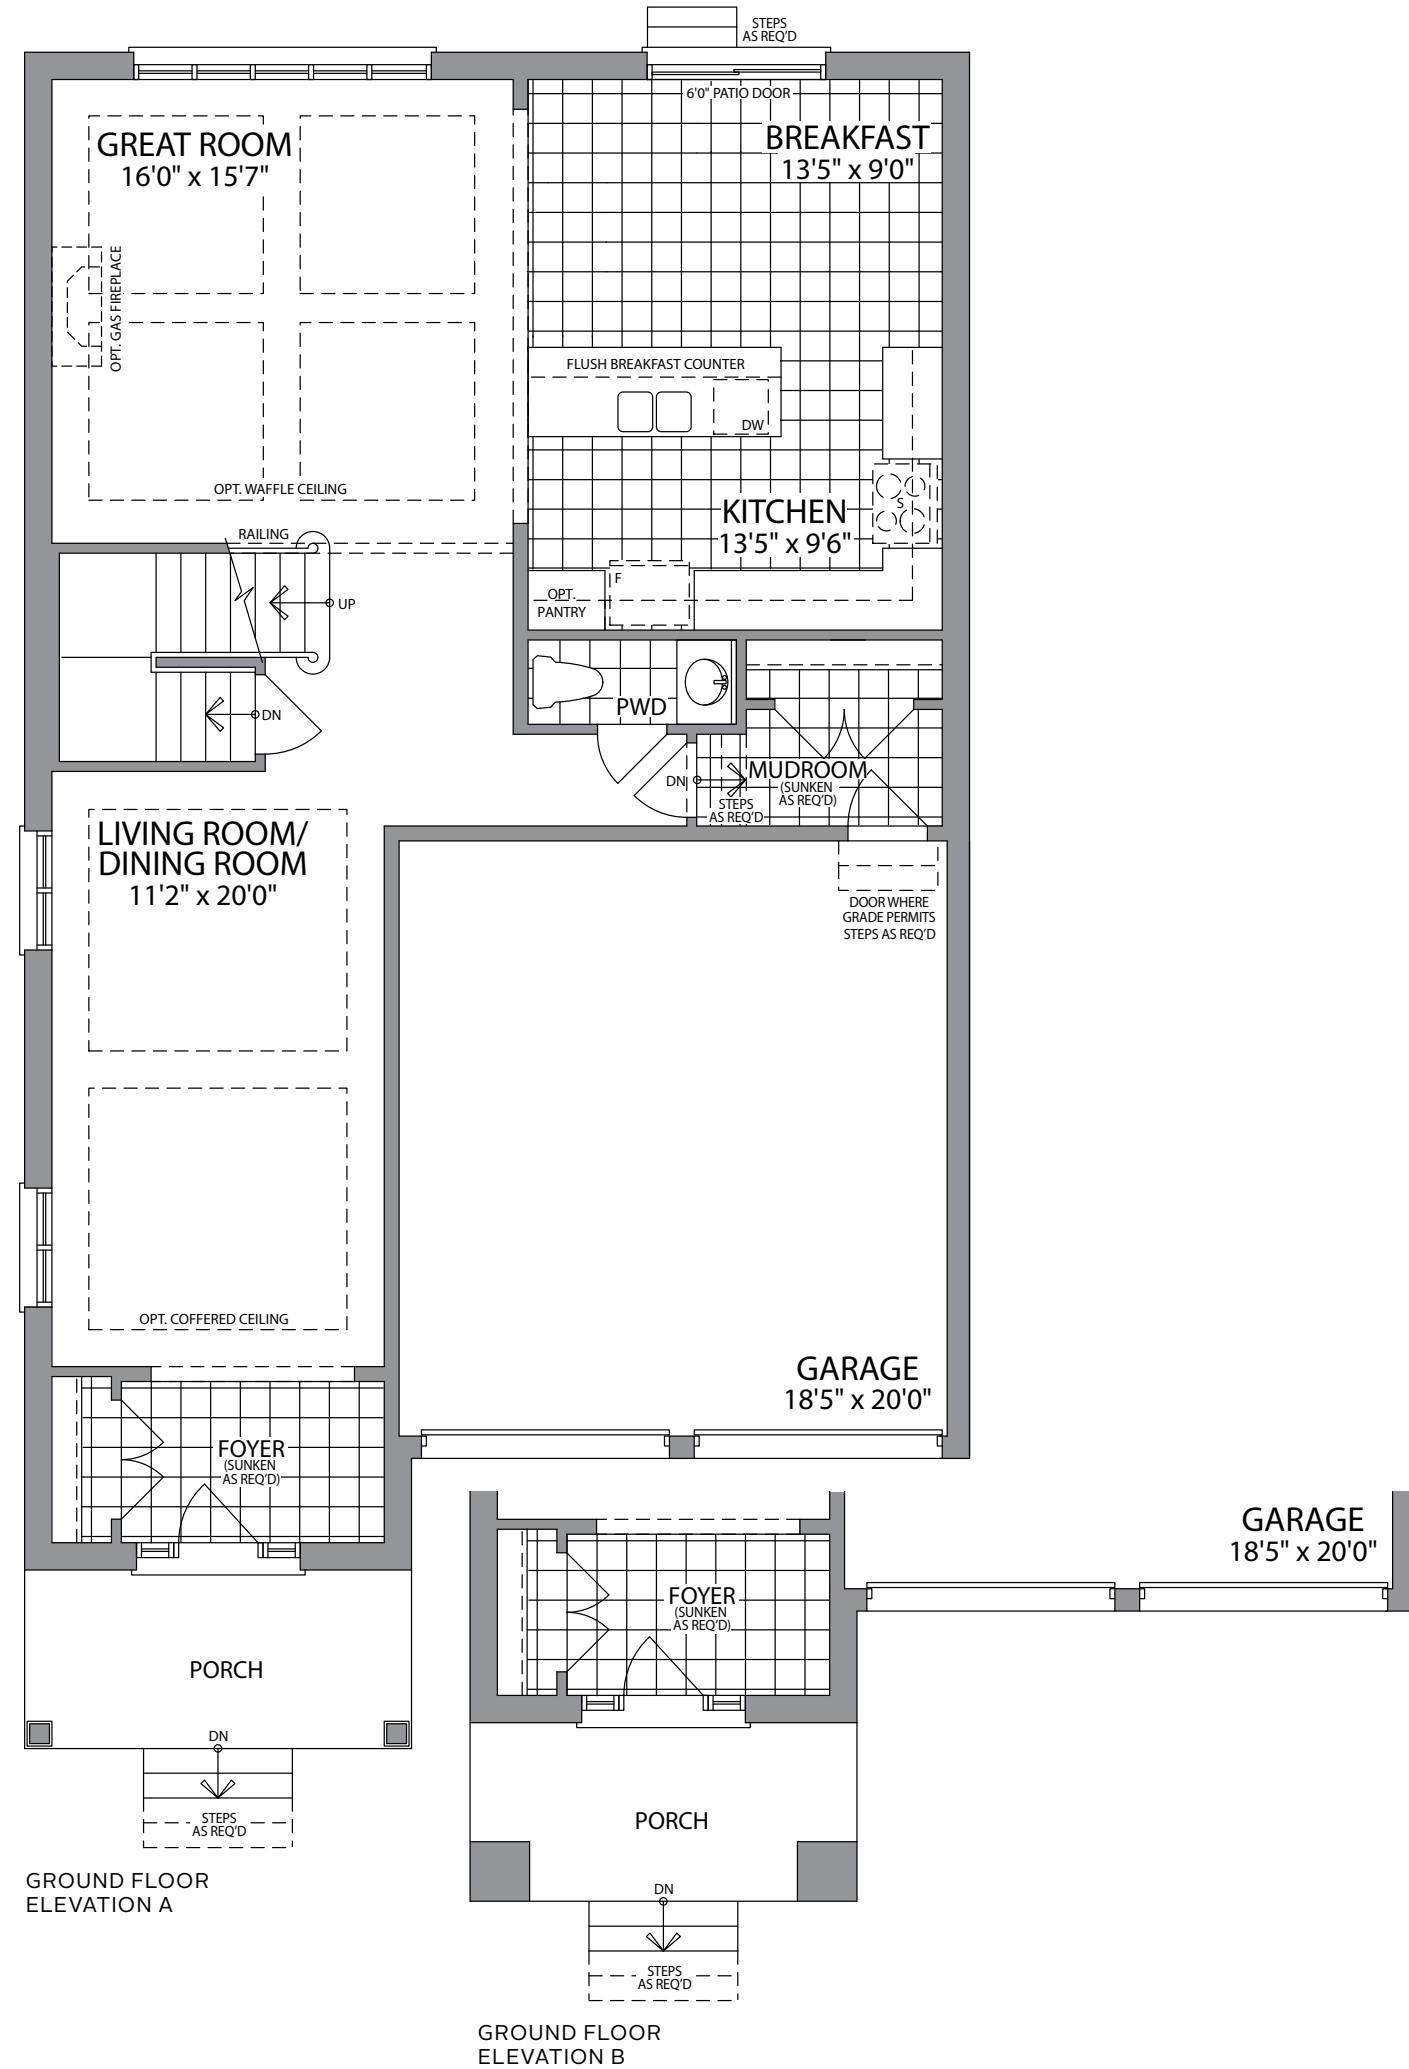 STEPS
AS REQ'D
6'0" PATIO DOOR
GREAT ROOM
16'0" x 15'7"
BREAKFAST
13'5" x 9'0"
OPT. GAS FIREPLACE
FLUSH BREAKFAST COUNTER
DW
OPT. WAFFLE CEILING
S
KITCHEN
13'5" x 9'6"
RAILING
F
OPT.
PANTRY
UP
PWD
DN
MUDROOM
(SUNKEN
AS REQ'D)
DN
STEPS
AS REQ'D
LIVING ROOM/
DINING ROOM
11'2" x 20'0"
DOOR WHERE
GRADE PERMITS
STEPS AS REQ'D
OPT. COFFERED CEILING
GARAGE
18'5" x 20'0"
FOYER
(SUNKEN
AS REQ'D)
PORCH
DN
STEPS
AS REQ'D
GROUND FLOOR
ELEVATION A
GARAGE
18'5" x 20'0"
FOYER
(SUNKEN
AS REQ'D)
PORCH
DN
STEPS
AS REQ'D
GROUND FLOOR
ELEVATION B